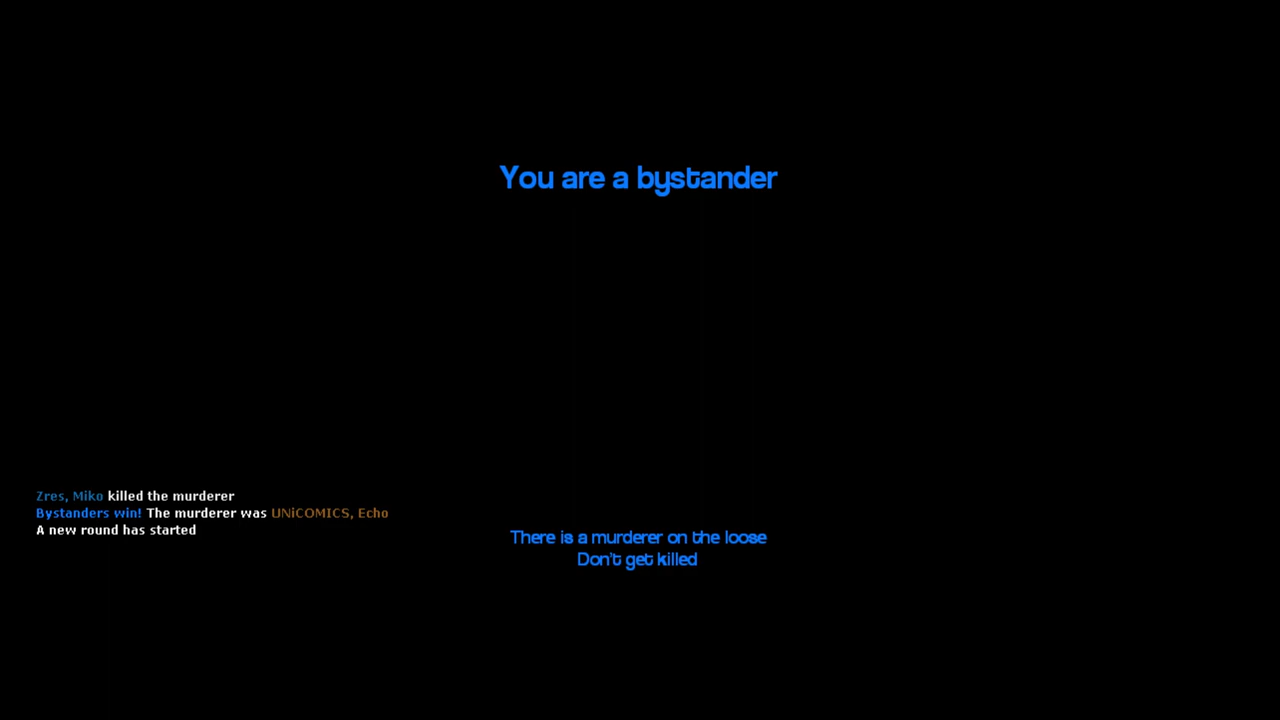 You are a bystander
Zres, Miko killed the murderer
Bystanders win! The murderer was UNiCOMICS, Echo
A new round has started
There is a murderer on the loose
Don't get killed